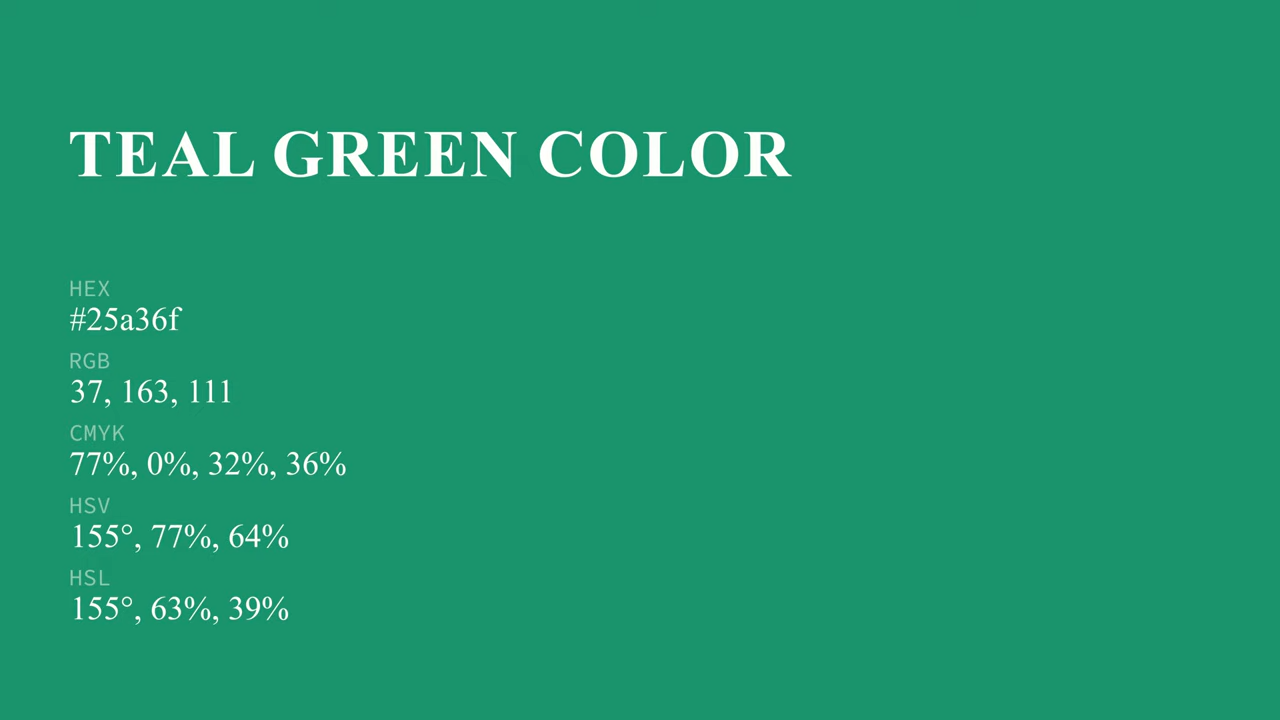 TEAL GREEN COLOR
HEX
#25a36f
RGB
37, 163, 111
CMYK
77%, 0%, 32%, 36%
HSV
155°, 77%, 64%
HSL
155°, 63%, 39%